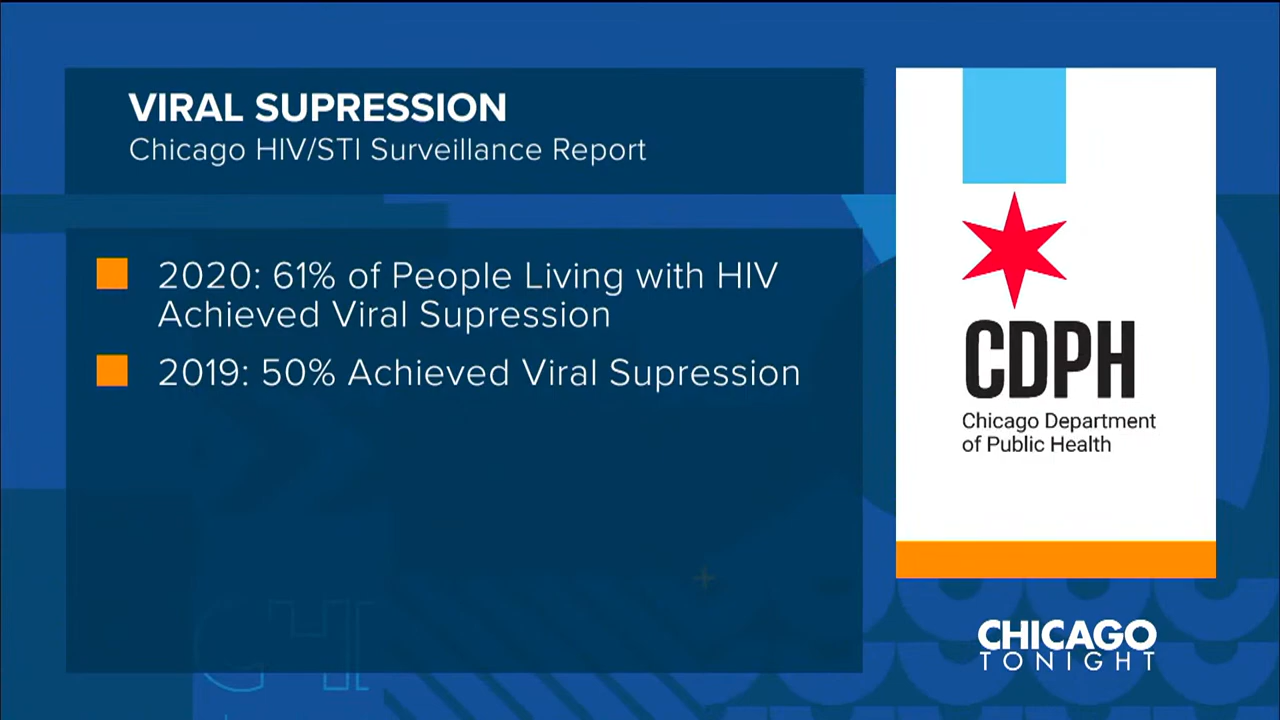 VIRAL SUPRESSION
Chicago HIV/STI Surveillance Report
2020: 61% of People Living with HIV
Achieved Viral Supression
2019: 50% Achieved Viral Supression
CDPH
Chicago Department
of Public Health
CHICAGO
TONIGHT
CHI